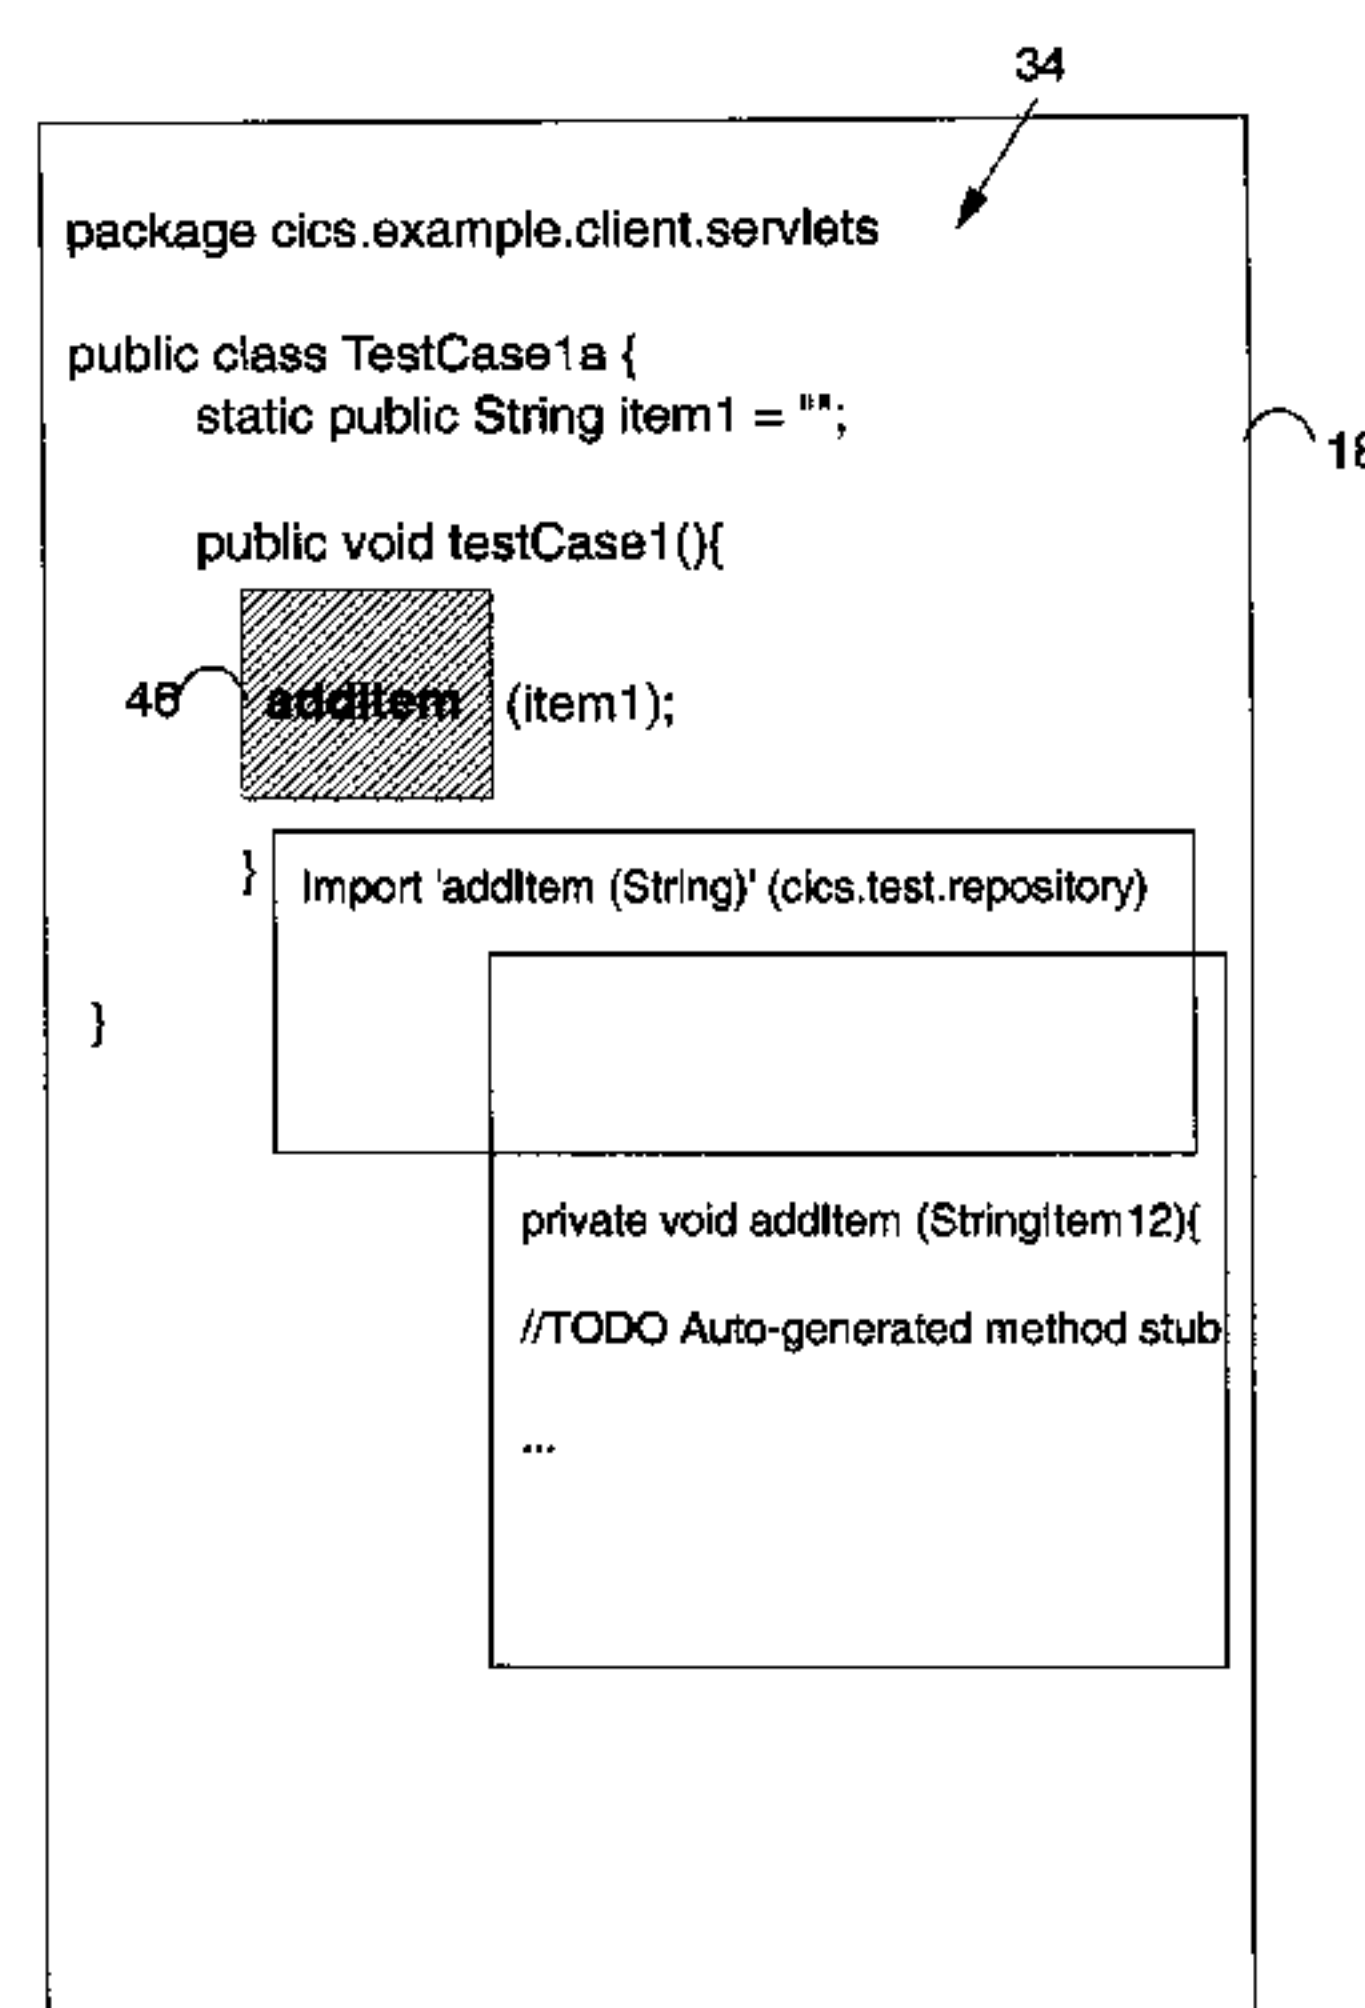 34
package cics.example.client.servlets
public class TestCase1a {
static public String item1 = "";
18
public void testCase1(){
46 addItem (item1);
}
Import 'addItem (String)' (cics.test.repository)
}
private void addItem (StringItem12){
//TODO Auto-generated method stub
...